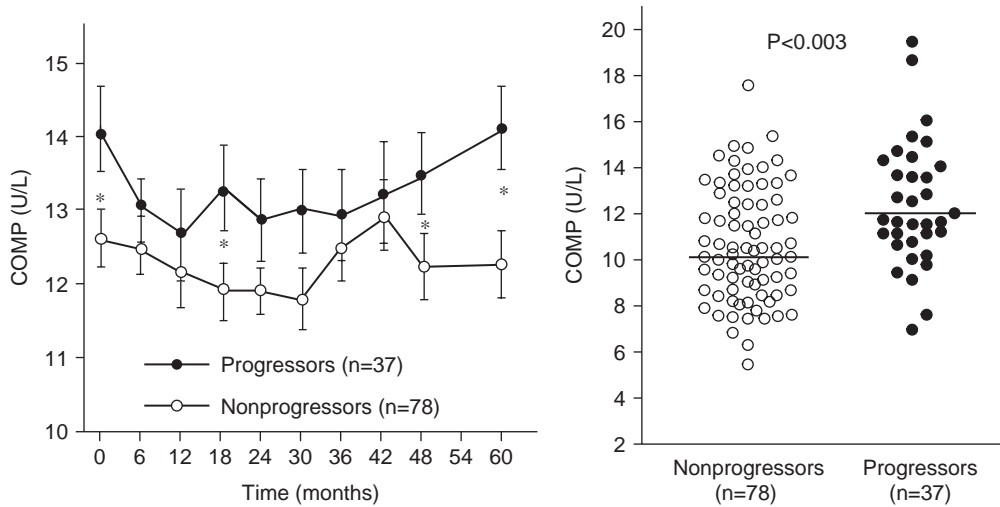 15
14
13
12
11
10
COMP (U/L)
*
*
*
*
Progressors (n=37)
Nonprogressors (n=78)
0 6 12 18 24 30 36 42 48 54 60
Time (months)
20
18
16
14
12
10
8
6
4
2
COMP (U/L)
P<0.003
Nonprogressors
(n=78)
Progressors
(n=37)